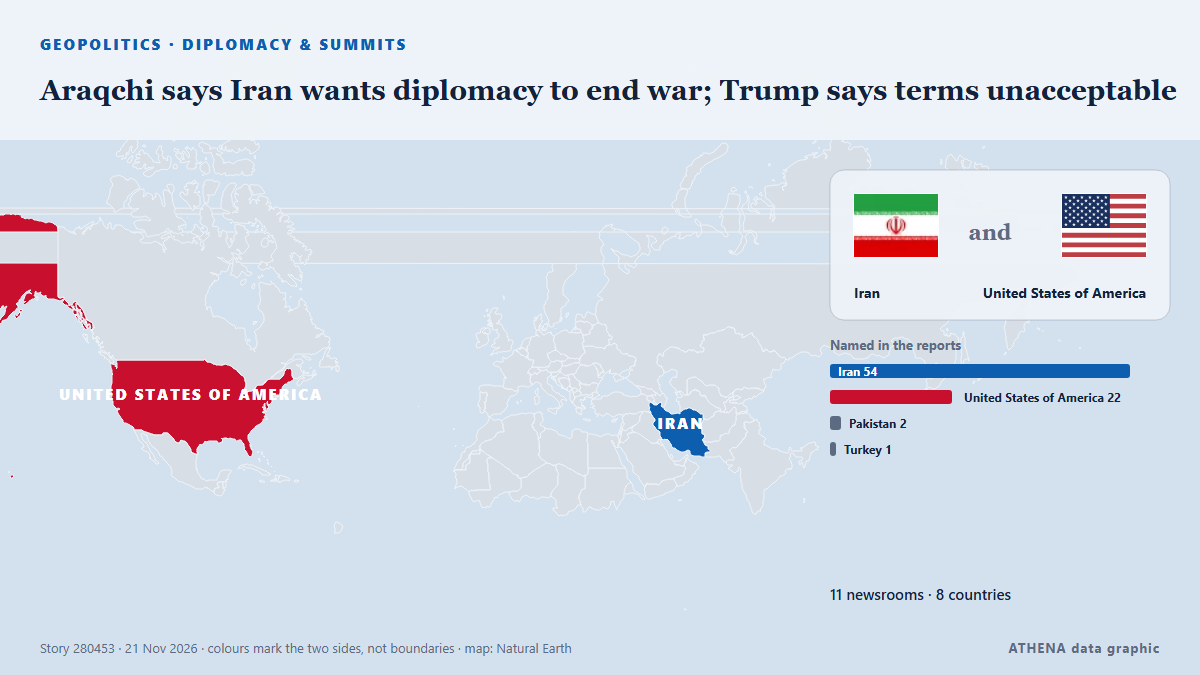 GEOPOLITICS · DIPLOMACY & SUMMITS
Araqchi says Iran wants diplomacy to end war; Trump says terms unacceptable
and
Iran
United States of America
Named in the reports
Iran 54
United States of America 22
Pakistan 2
Turkey 1
UNITED STATES OF AMERICA
IRAN
11 newsrooms · 8 countries
Story 280453 · 21 Nov 2026 · colours mark the two sides, not boundaries · map: Natural Earth
ATHENA data graphic